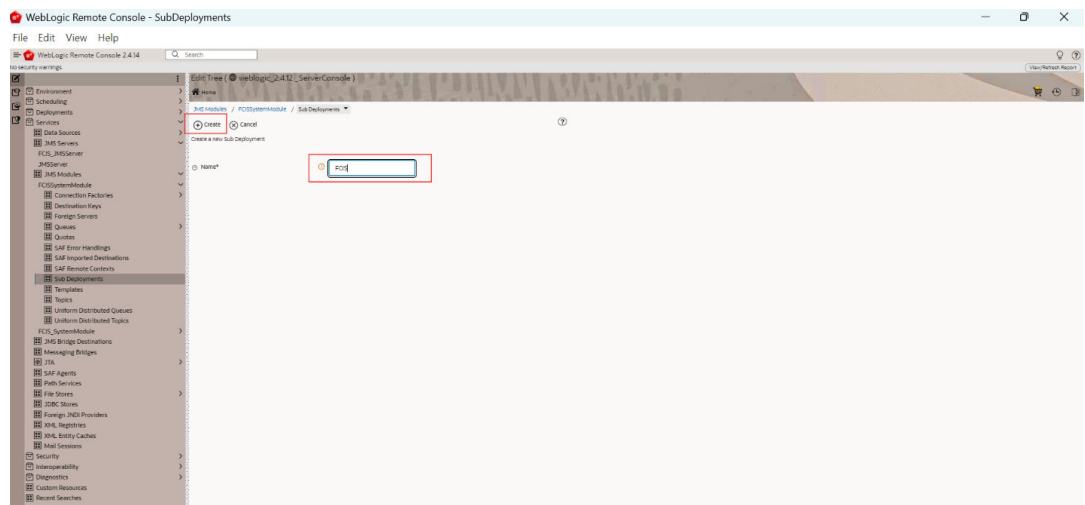 WebLogic Remote Console - SubDeployments
File Edit View Help
WebLogic Remote Console 2.4.14
Search
No security warnings.
View/Refresh Report
Edit Tree ( weblogic_2.4.12_ServerConsole )
Home
JMS Modules / FCISSystemModule / Sub Deployments
Create Cancel
Create a new Sub Deployment
Name*
Environment
Scheduling
Deployments
Services
Data Sources
JMS Servers
FCIS_JMSServer
JMSServer
JMS Modules
FCISSystemModule
Connection Factories
Destination Keys
Foreign Servers
Queues
Quotas
SAF Error Handlings
SAF Imported Destinations
SAF Remote Contexts
Sub Deployments
Templates
Topics
Uniform Distributed Queues
Uniform Distributed Topics
FCIS_SystemModule
JMS Bridge Destinations
Messaging Bridges
JTA
SAF Agents
Path Services
File Stores
JDBC Stores
Foreign JNDI Providers
XML Registries
XML Entity Caches
Mail Sessions
Security
Interoperability
Diagnostics
Custom Resources
Recent Searches